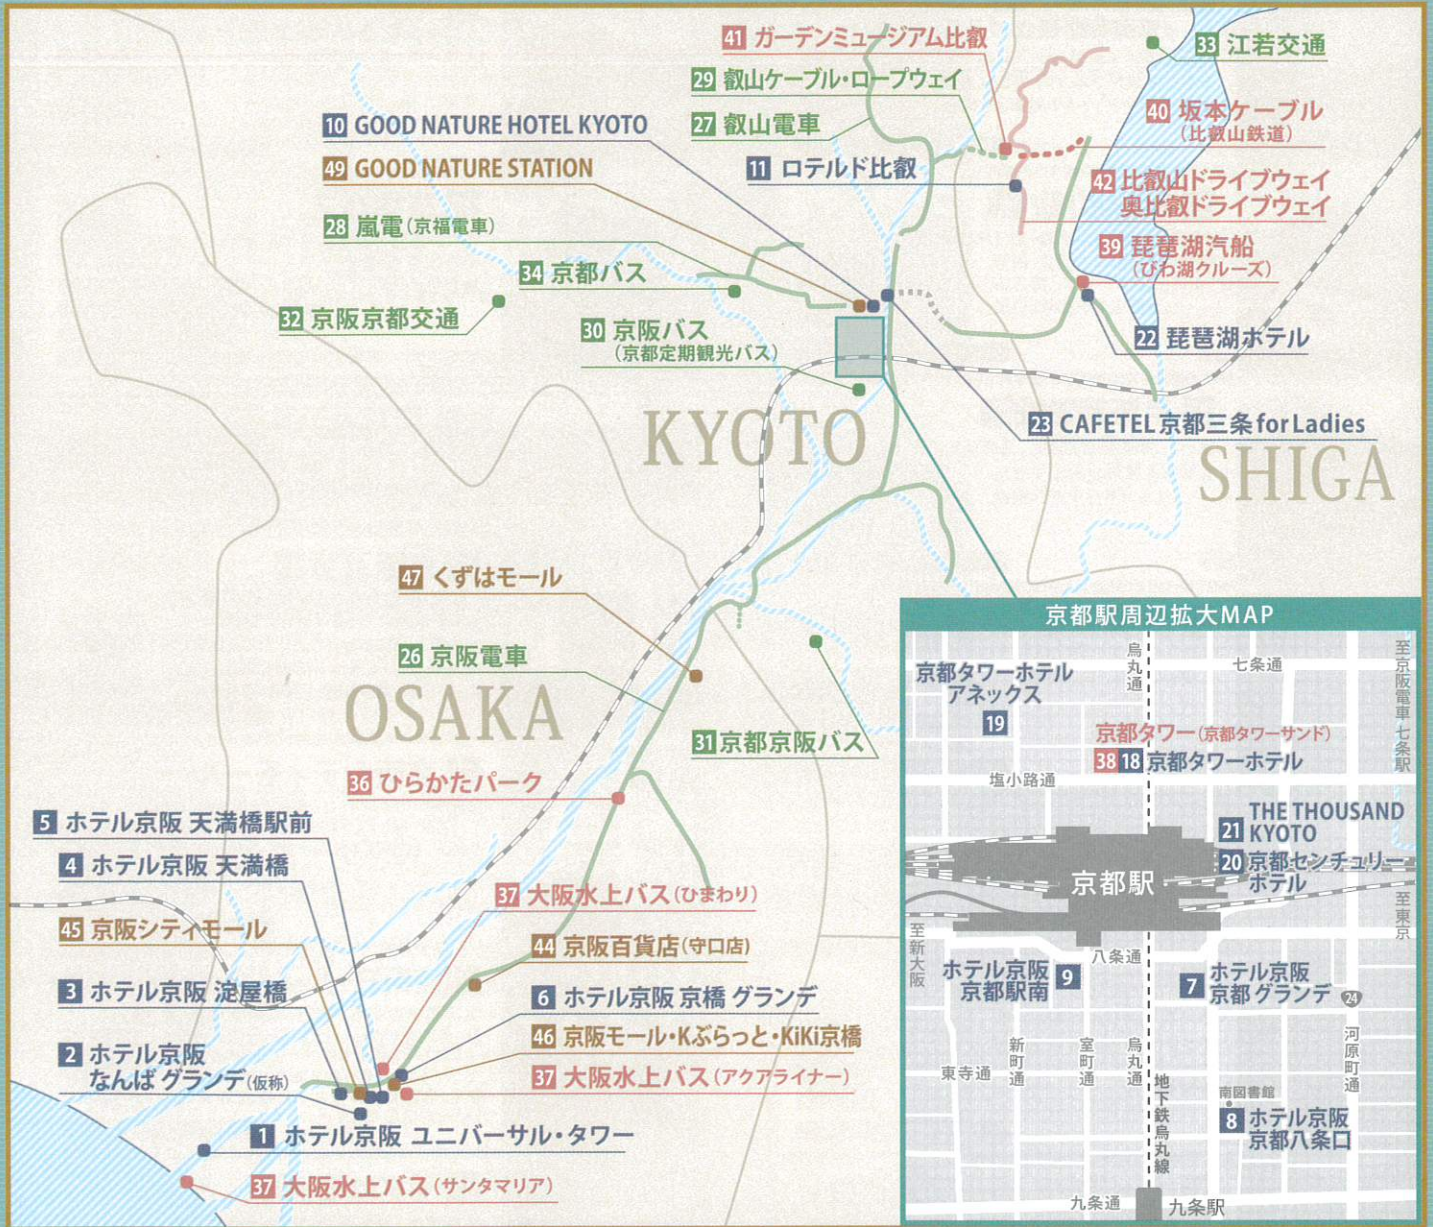 41 ガーデンミュージアム比叡
33 江若交通
29 叡山ケーブル・ロープウェイ
40 坂本ケーブル
(比叡山鉄道)
10 GOOD NATURE HOTEL KYOTO
27 叡山電車
49 GOOD NATURE STATION
11 ロテルド比叡
42 比叡山ドライブウェイ
奥比叡ドライブウェイ
28 嵐電(京福電車)
39 琵琶湖汽船
(びわ湖クルーズ)
34 京都バス
32 京阪京都交通
30 京阪バス
(京都定期観光バス)
22 琵琶湖ホテル
KYOTO
23 CAFETEL 京都三条 for Ladies
SHIGA
47 くずはモール
26 京阪電車
OSAKA
31 京都京阪バス
36 ひらかたパーク
5 ホテル京阪 天満橋駅前
4 ホテル京阪 天満橋
37 大阪水上バス(ひまわり)
45 京阪シティモール
44 京阪百貨店(守口店)
3 ホテル京阪 淀屋橋
6 ホテル京阪 京橋 グランデ
46 京阪モール・Kぶらっと・KiKi京橋
2 ホテル京阪
なんば グランデ(仮称)
37 大阪水上バス(アクアライナー)
1 ホテル京阪 ユニバーサル・タワー
37 大阪水上バス(サンタマリア)
京都駅周辺拡大MAP
烏丸通
七条通
至京阪電車七条駅
京都タワーホテル
アネックス
19
京都タワー(京都タワーサンド)
38 18 京都タワーホテル
塩小路通
21 THE THOUSAND
KYOTO
20 京都センチュリー
ホテル
京都駅
至東京
至新大阪
八条通
ホテル京阪
京都駅南 9
7 ホテル京阪
京都 グランデ
24
河原町通
新町通
室町通
烏丸通
東寺通
地下鉄烏丸線
南図書館
8 ホテル京阪
京都八条口
九条通
九条駅